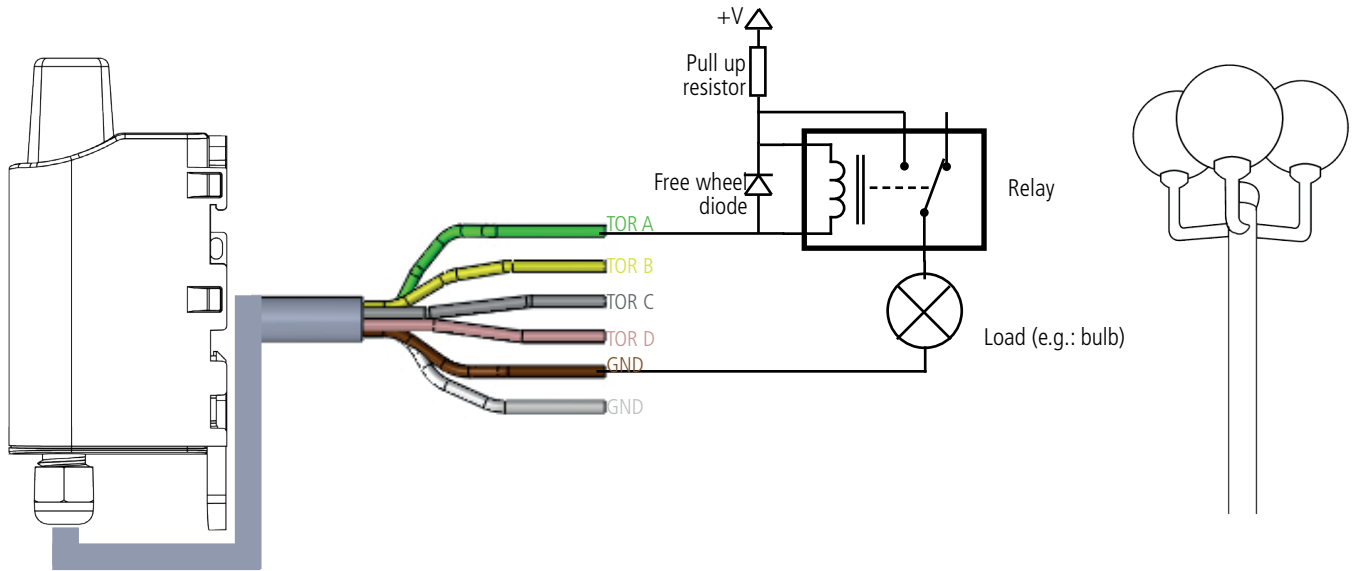 +V
Pull up
resistor
Free wheel
diode
Relay
TOR A
TOR B
TOR C
TOR D
GND
GND
Load (e.g.: bulb)